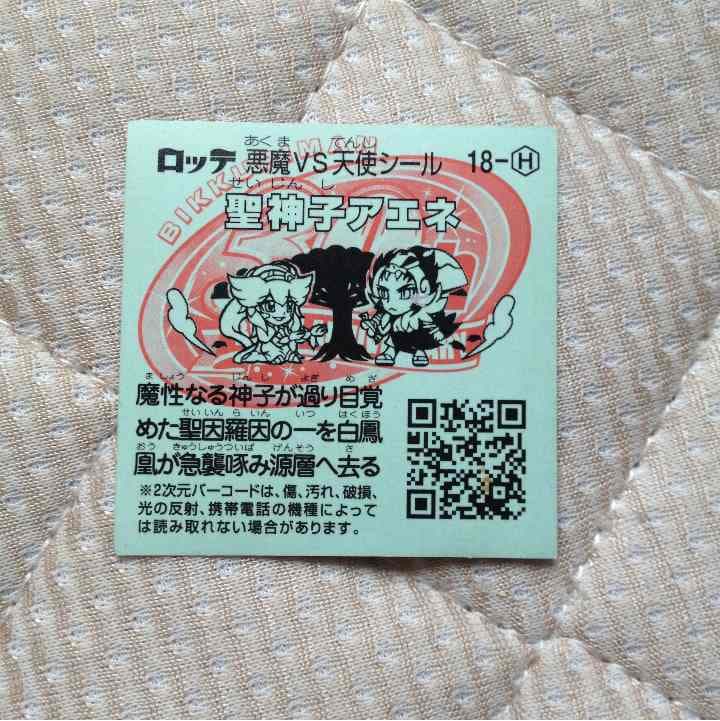 BIKKURIMAN
ロッテ 悪魔VS天使シール 18-H
あくま てんし
せいじんし
聖神子アエネ
ましょう じんし よぎ めざ
魔性なる神子が過り目覚
せいいんらいん いつ はくほう
めた聖因羅因の一を白鳳
おう きゅうしゅうついば げんそう さ
凰が急襲啄み源層へ去る
※2次元バーコードは、傷、汚れ、破損、
光の反射、携帯電話の機種によって
は読み取れない場合があります。